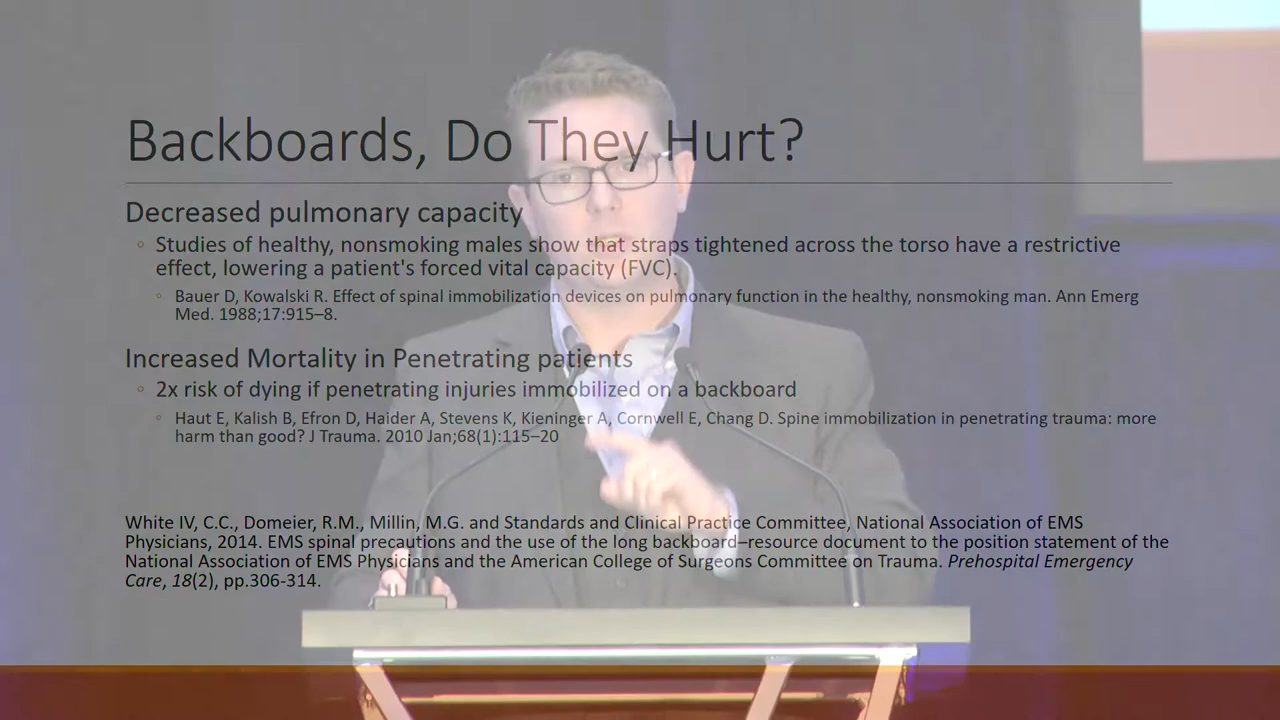 Backboards, Do They Hurt?
Decreased pulmonary capacity
◦ Studies of healthy, nonsmoking males show that straps tightened across the torso have a restrictive
effect, lowering a patient's forced vital capacity (FVC).
◦ Bauer D, Kowalski R. Effect of spinal immobilization devices on pulmonary function in the healthy, nonsmoking man. Ann Emerg
Med. 1988;17:915–8.
Increased Mortality in Penetrating patients
◦ 2x risk of dying if penetrating injuries immobilized on a backboard
◦ Haut E, Kalish B, Efron D, Haider A, Stevens K, Kieninger A, Cornwell E, Chang D. Spine immobilization in penetrating trauma: more
harm than good? J Trauma. 2010 Jan;68(1):115–20
White IV, C.C., Domeier, R.M., Millin, M.G. and Standards and Clinical Practice Committee, National Association of EMS
Physicians, 2014. EMS spinal precautions and the use of the long backboard–resource document to the position statement of the
National Association of EMS Physicians and the American College of Surgeons Committee on Trauma. Prehospital Emergency
Care, 18(2), pp.306-314.